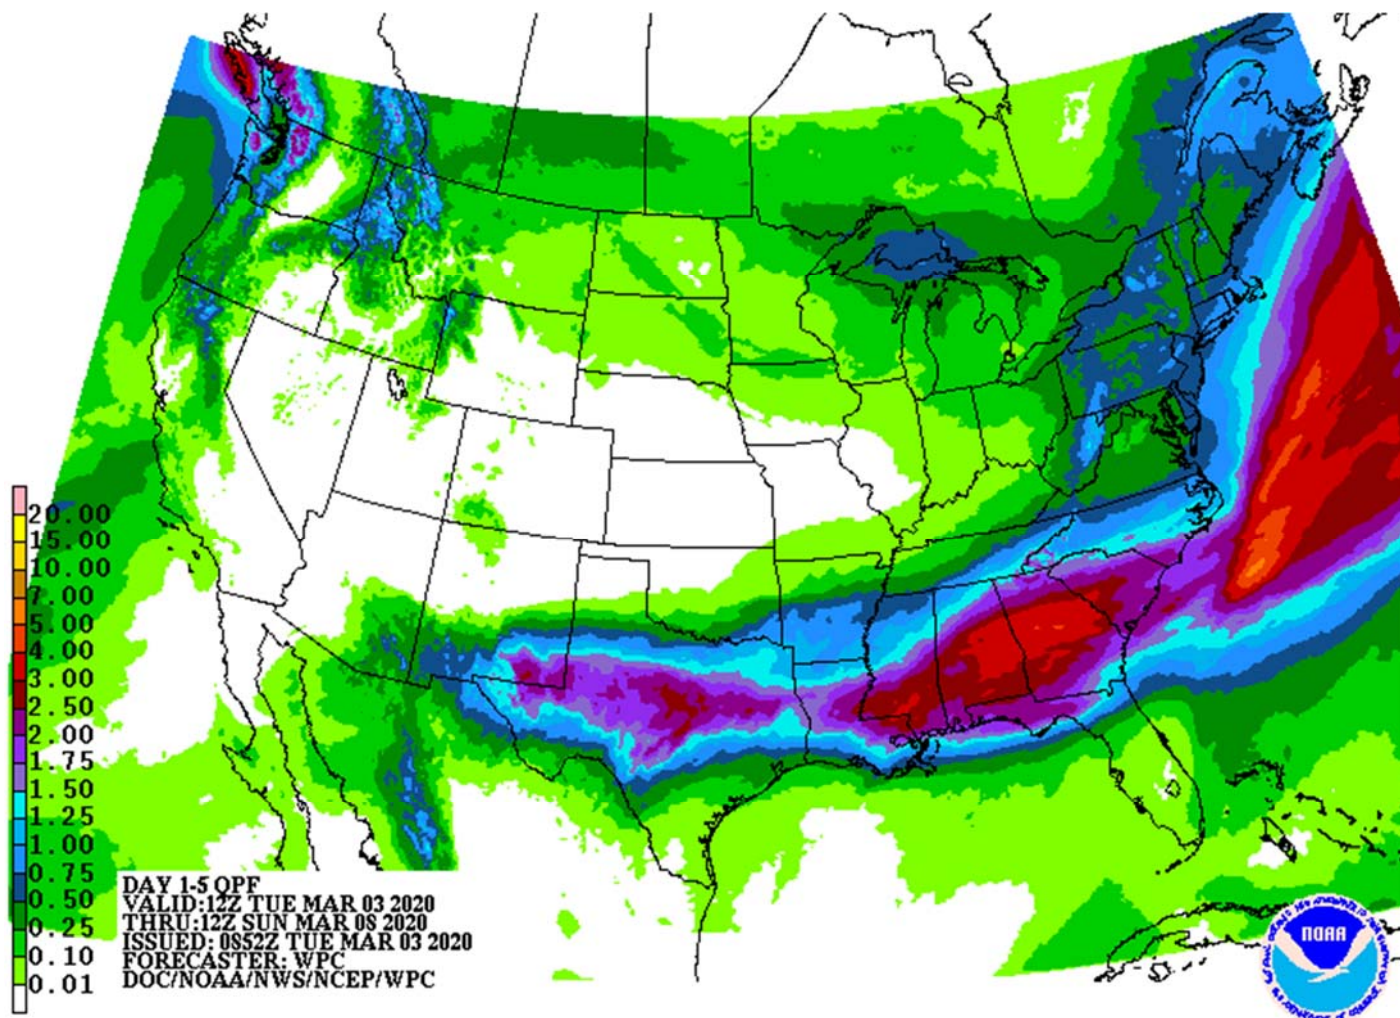 20.00
15.00
10.00
7.00
5.00
4.00
3.00
2.50
2.00
1.75
1.50
1.25
1.00
0.75
0.50
0.25
0.10
0.01
DAY 1-5 QPF
VALID:12Z TUE MAR 03 2020
THRU:12Z SUN MAR 08 2020
ISSUED: 0852Z TUE MAR 03 2020
FORECASTER: WPC
DOC/NOAA/NWS/NCEP/WPC
NOAA